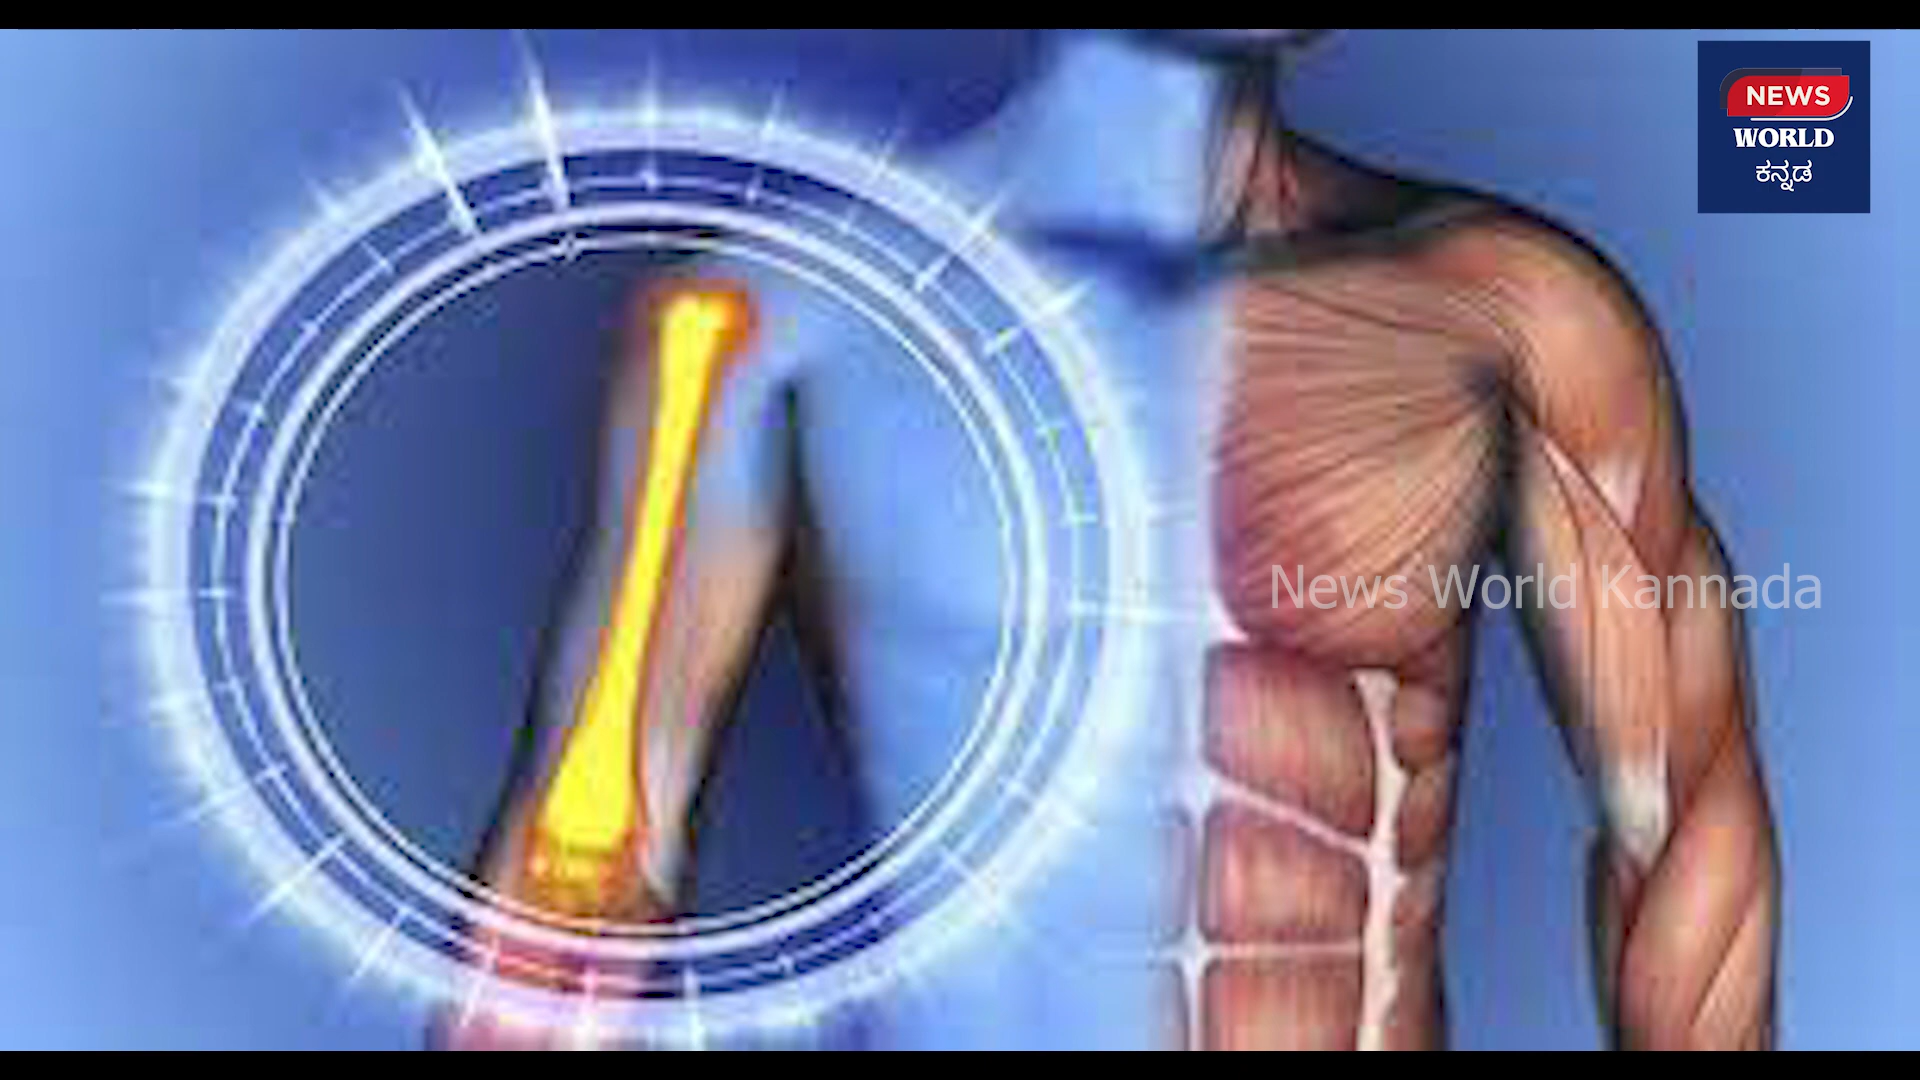 NEWS
WORLD
ಕನ್ನಡ
News World Kannada